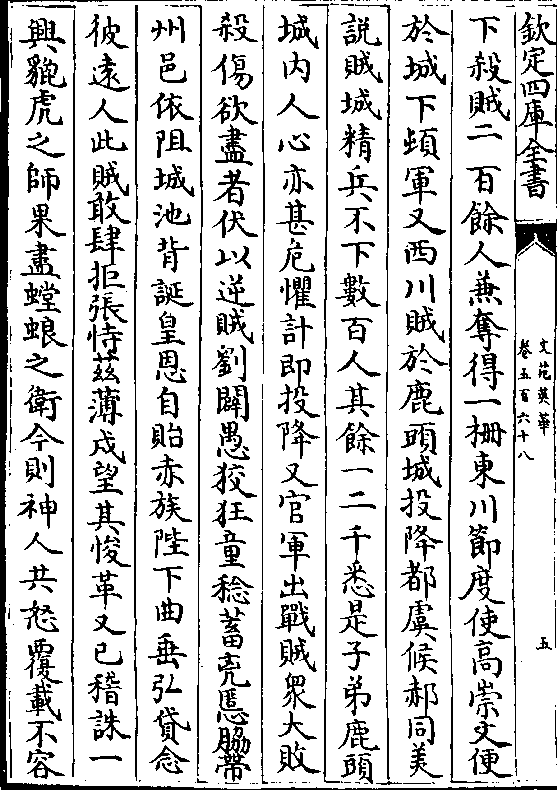 欽定四庫全書
文苑英華
卷五百六十八
五
下殺賊二百餘人兼奪得一柵東川節度使高崇文便
於城下頓軍又西川賊於鹿頭城投降都虞候郝同美
説賊城精兵不下數百人其餘一二千悉是子弟鹿頭
城内人心亦甚危懼計即投降又官軍出戰賊衆大敗
殺傷欲盡者伏以逆賊劉闢愚狡狂童稔蓄兇慝脇帶
州邑依阻城池背誕皇恩自貽赤族陛下曲垂弘貸念
彼遠人此賊敢肆拒張恃兹薄戍望其悛革又已稽誅一
興貔虎之師果盡螳螂之衛今則神人共怒覆載不容